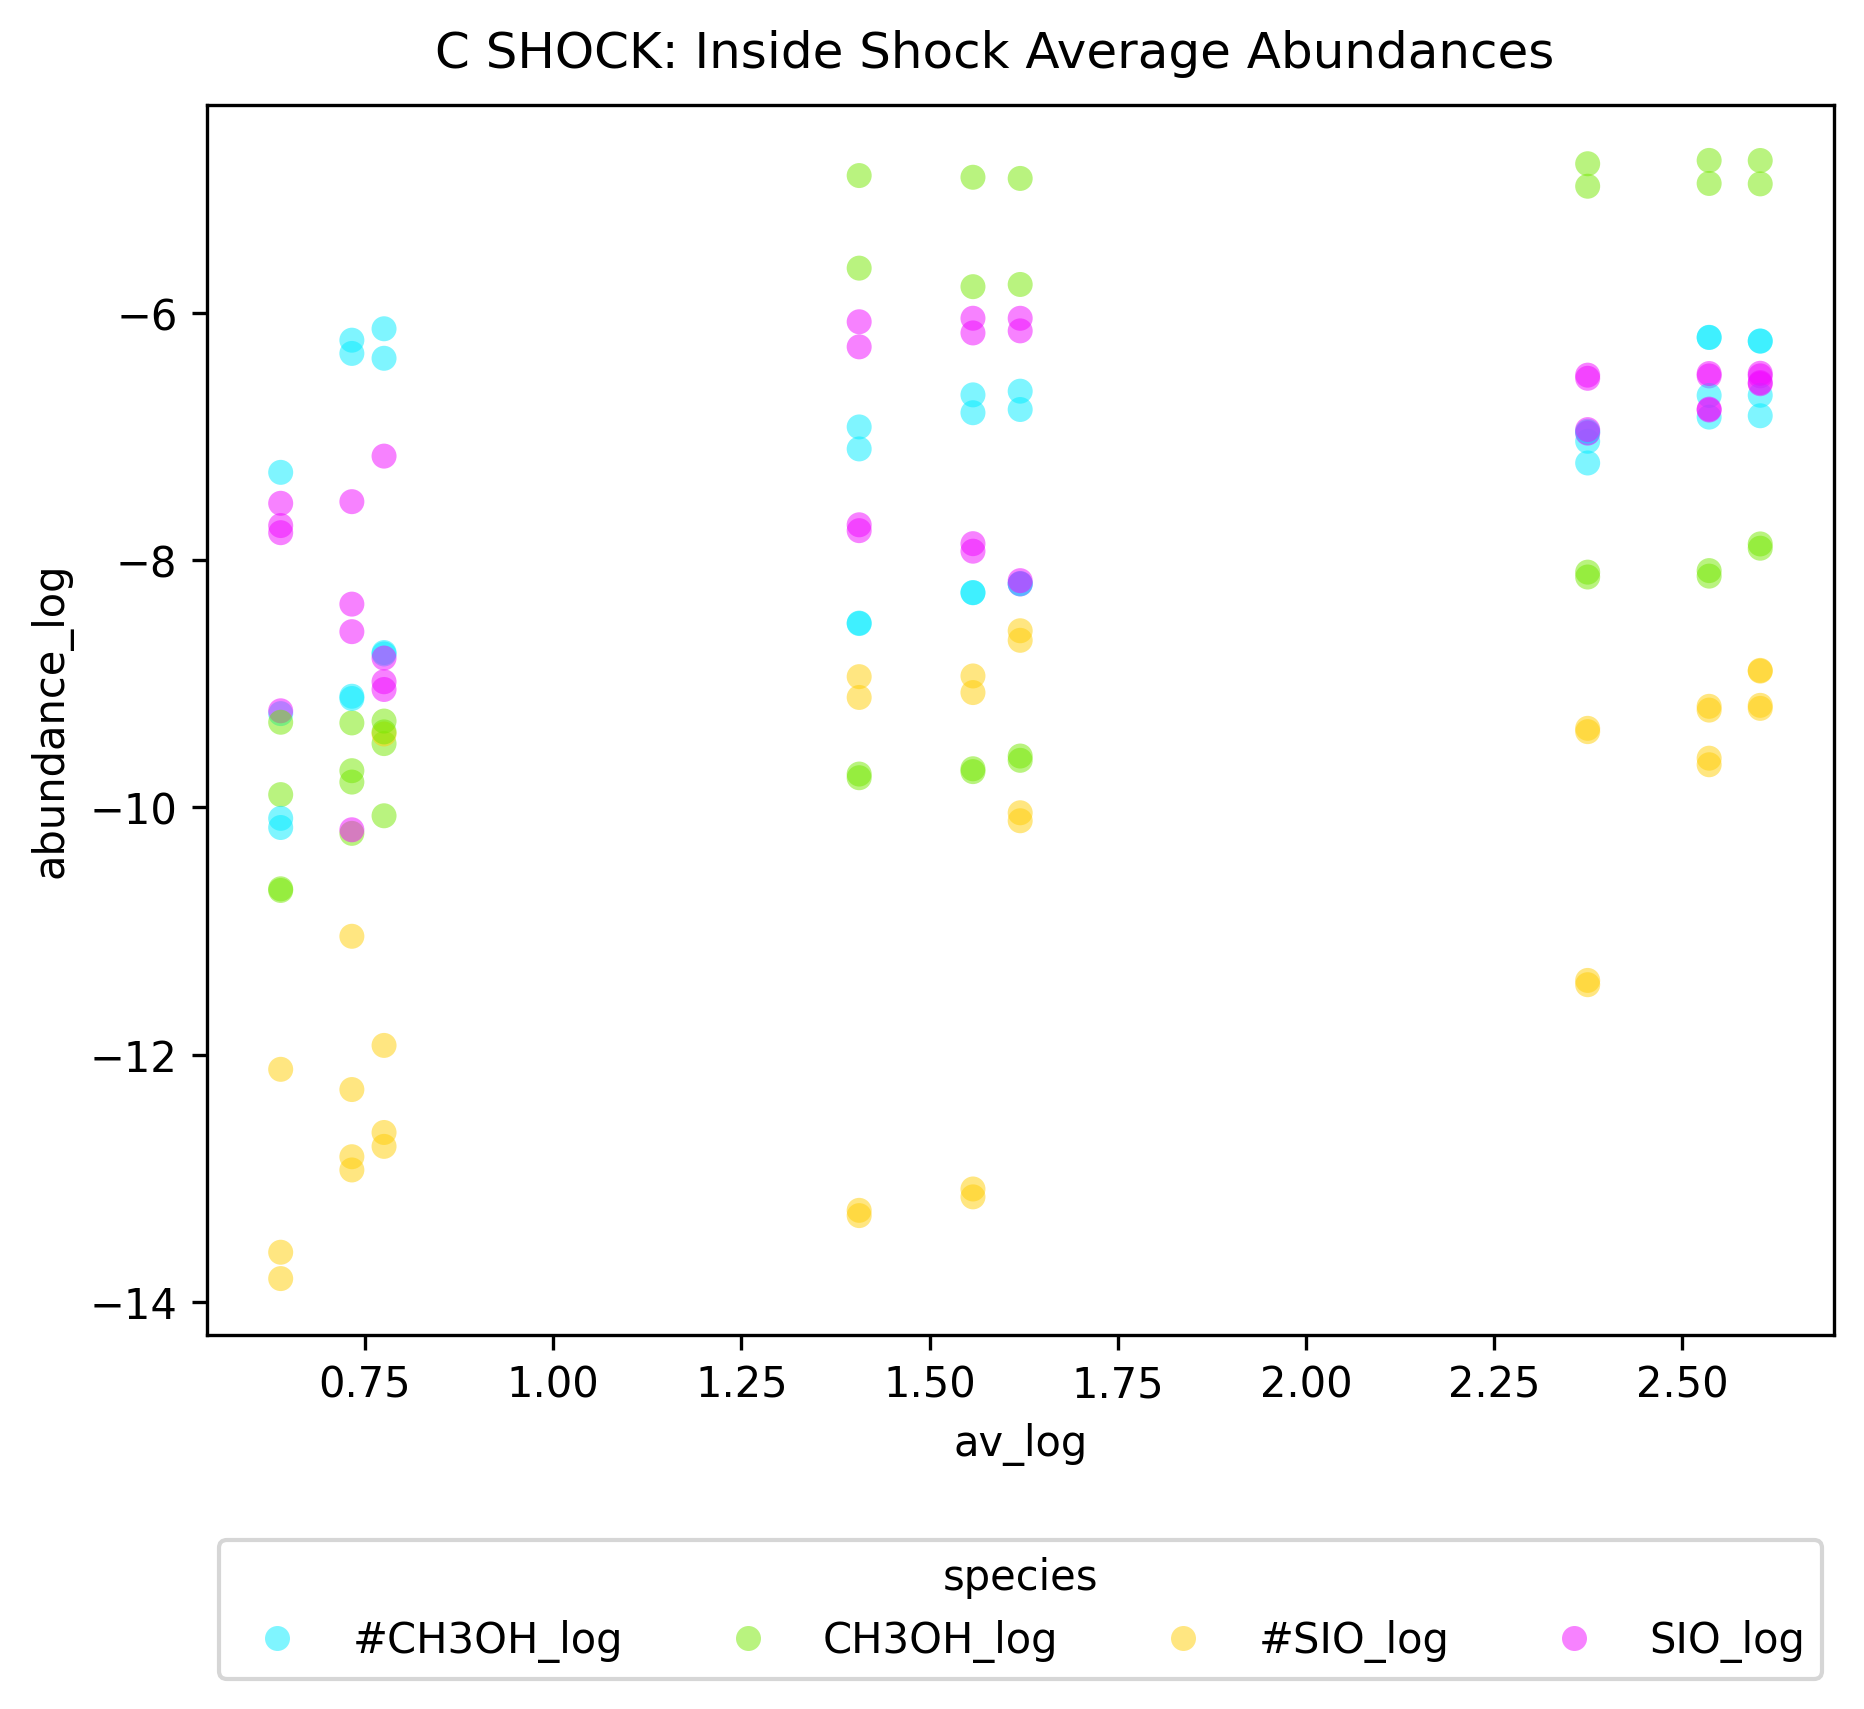 C SHOCK: Inside Shock Average Abundances
abundance_log
−6
−8
−10
−12
−14
0.75 1.00 1.25 1.50 1.75 2.00 2.25 2.50
av_log
species
#CH3OH_log CH3OH_log #SIO_log SIO_log